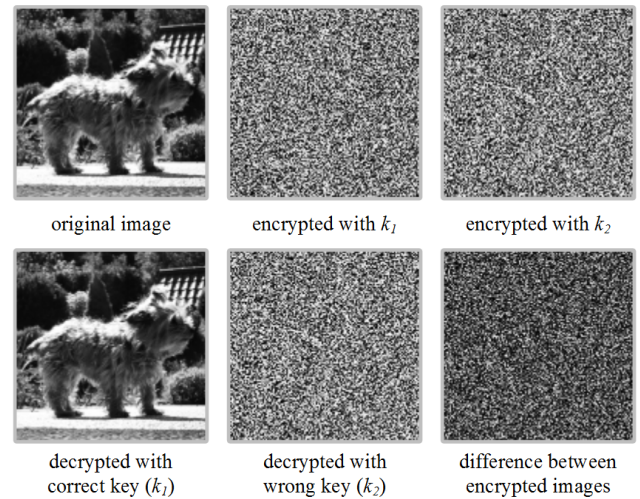 original image
encrypted with k1
encrypted with k2
decrypted with
correct key (k1)
decrypted with
wrong key (k2)
difference between
encrypted images